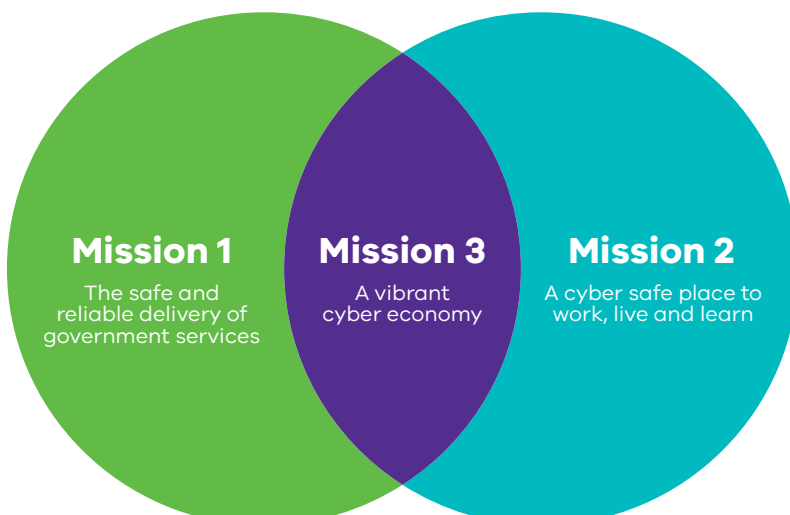 Mission 1
The safe and
reliable delivery of
government services
Mission 3
A vibrant
cyber economy
Mission 2
A cyber safe place to
work, live and learn